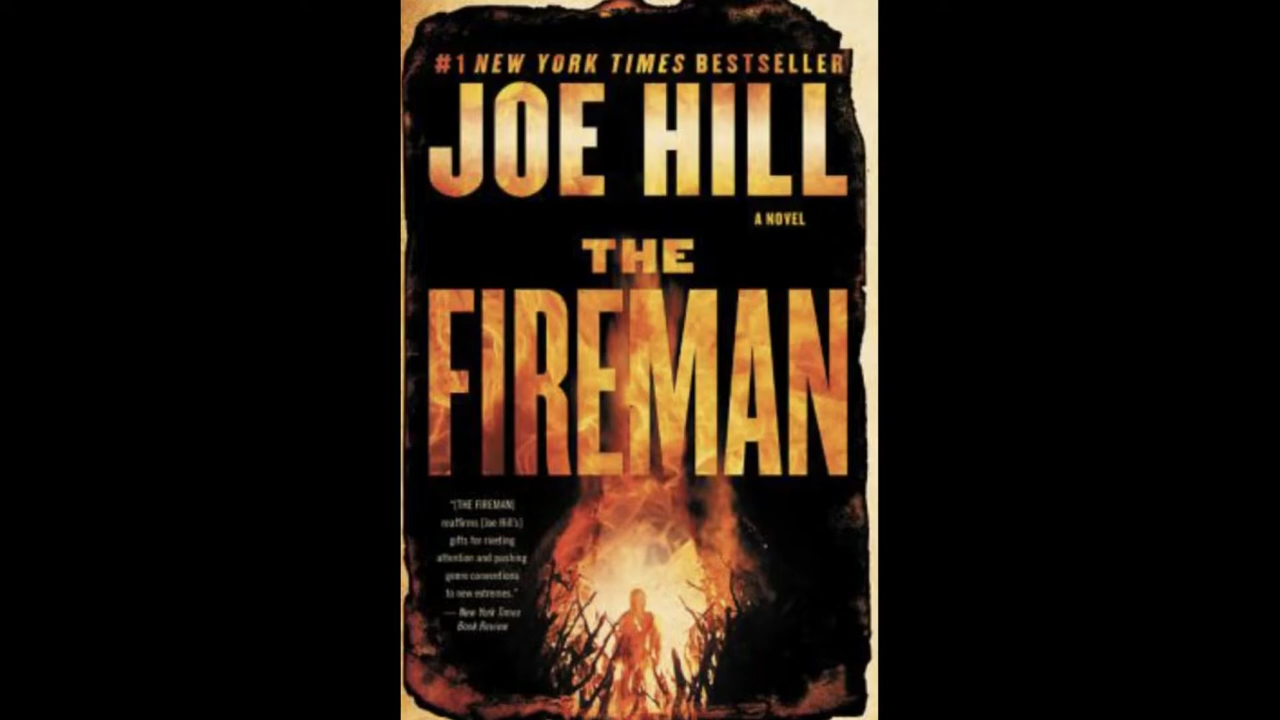 #1 NEW YORK TIMES BESTSELLER
JOE HILL
A NOVEL
THE
FIREMAN
"[THE FIREMAN]
reaffirms [Joe Hill's]
gifts for riveting
attention and pushing
genre conventions
to new extremes."
— New York Times
Book Review